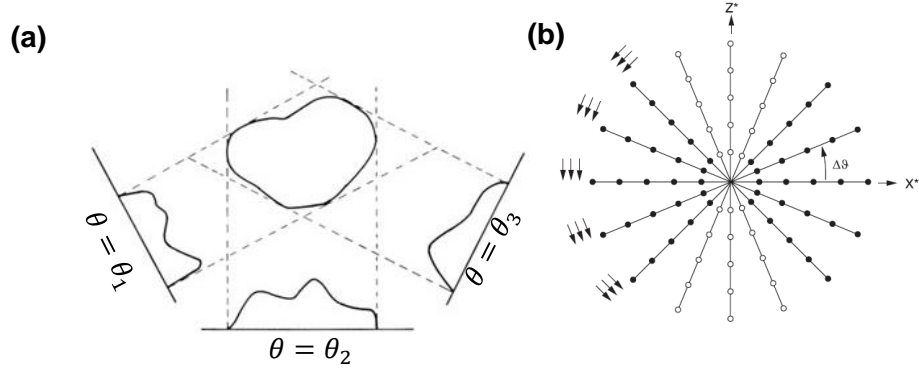 (a)
θ = θ₁
θ = θ₂
θ = θ₃
(b)
Z*
Δϑ
X*